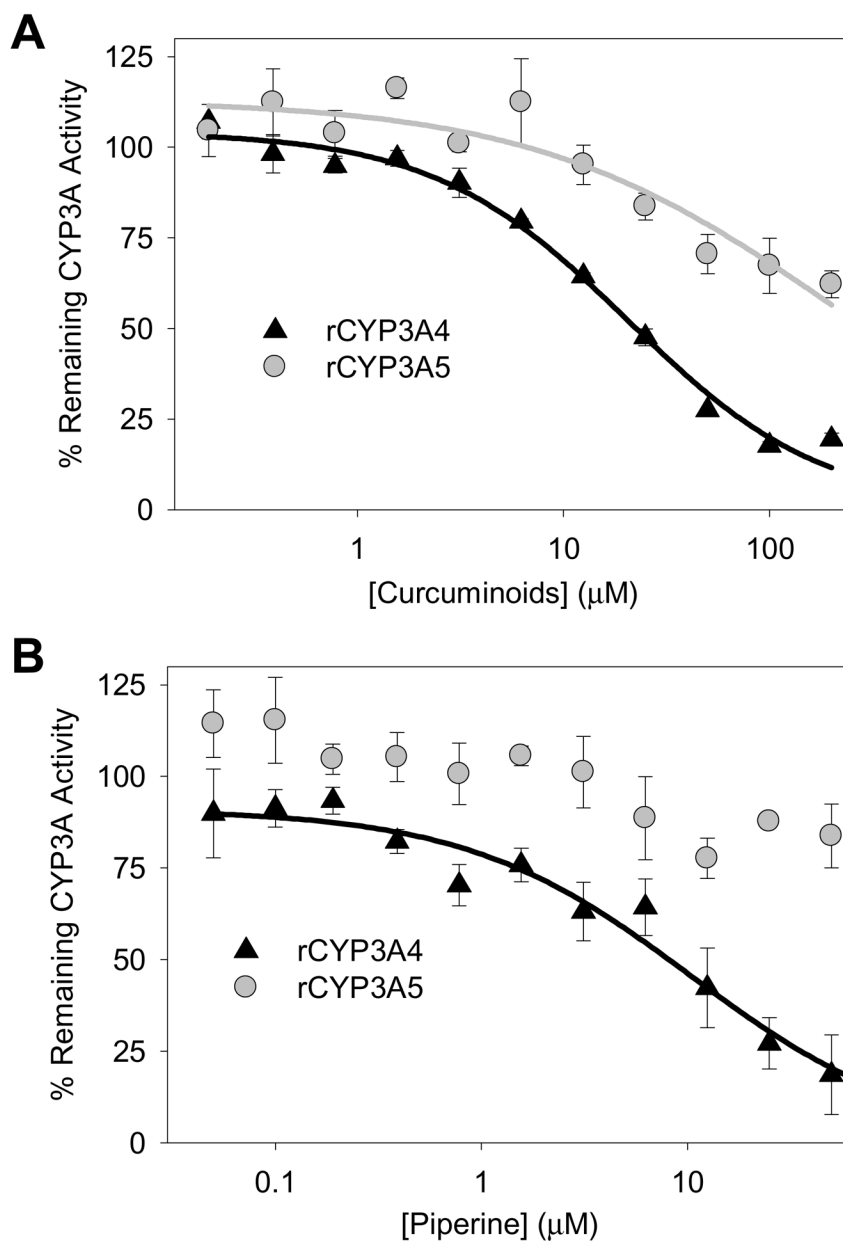 A
% Remaining CYP3A Activity
125
100
75
50
25
0
rCYP3A4
rCYP3A5
1 10 100
[Curcuminoids] (μM)
B
% Remaining CYP3A Activity
125
100
75
50
25
0
rCYP3A4
rCYP3A5
0.1 1 10
[Piperine] (μM)